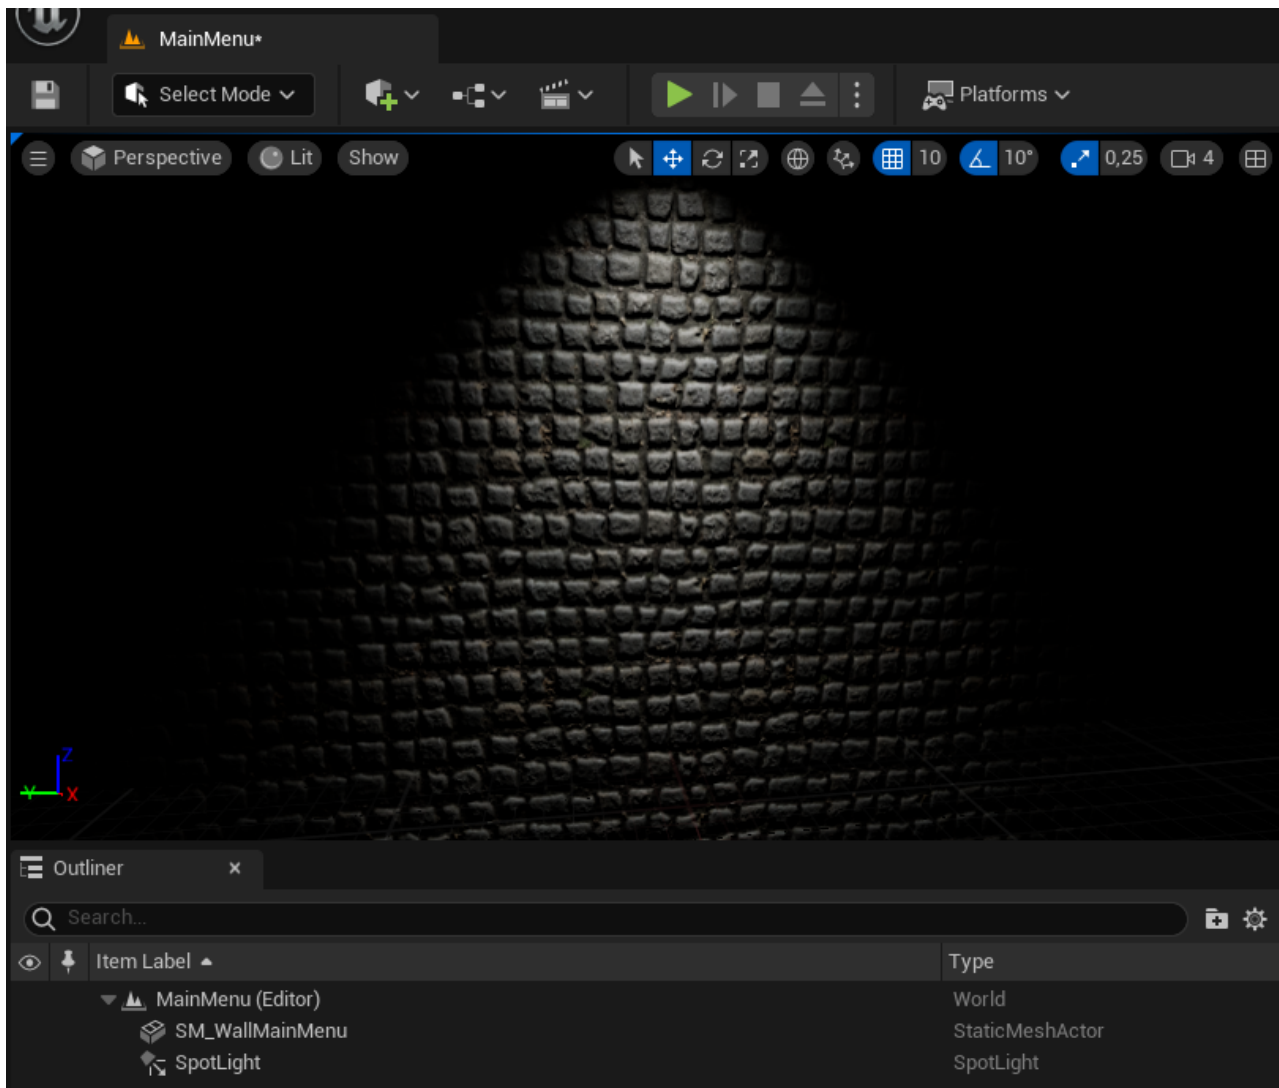 MainMenu*
Select Mode
Platforms
Perspective Lit Show 10 10° 0,25 4
Z
Y X
Outliner
Search...
Item Label Type
MainMenu (Editor) World
SM_WallMainMenu StaticMeshActor
SpotLight SpotLight